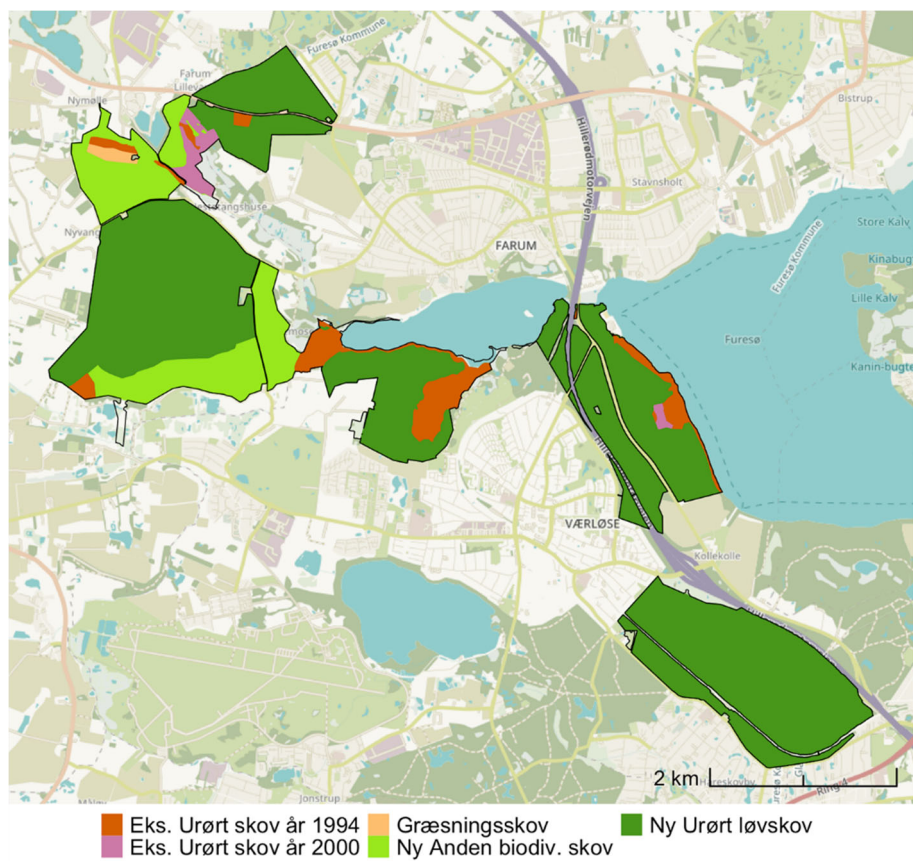 Furesø Kommune
Farum
Nymølle
Bistrup
Hillerødmotorvejen
Stavnsholt
Nyvang
FARUM
Furesø Kommune
Store Kalv
Kinabugt
Lille Kalv
Furesø
Kanin-bugte
VÆRLØSE
Kollekolle
2 km
Hareskovby
Ring 4
Jonstrup
Eks. Urørt skov år 1994
Græsningsskov
Ny Urørt løvskov
Eks. Urørt skov år 2000
Ny Anden biodiv. skov